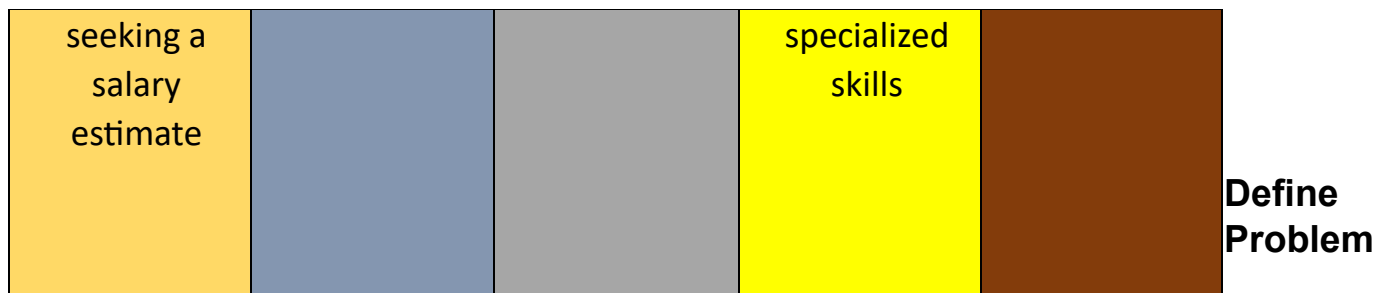 seeking a
salary
estimate
specialized
skills
Define
Problem